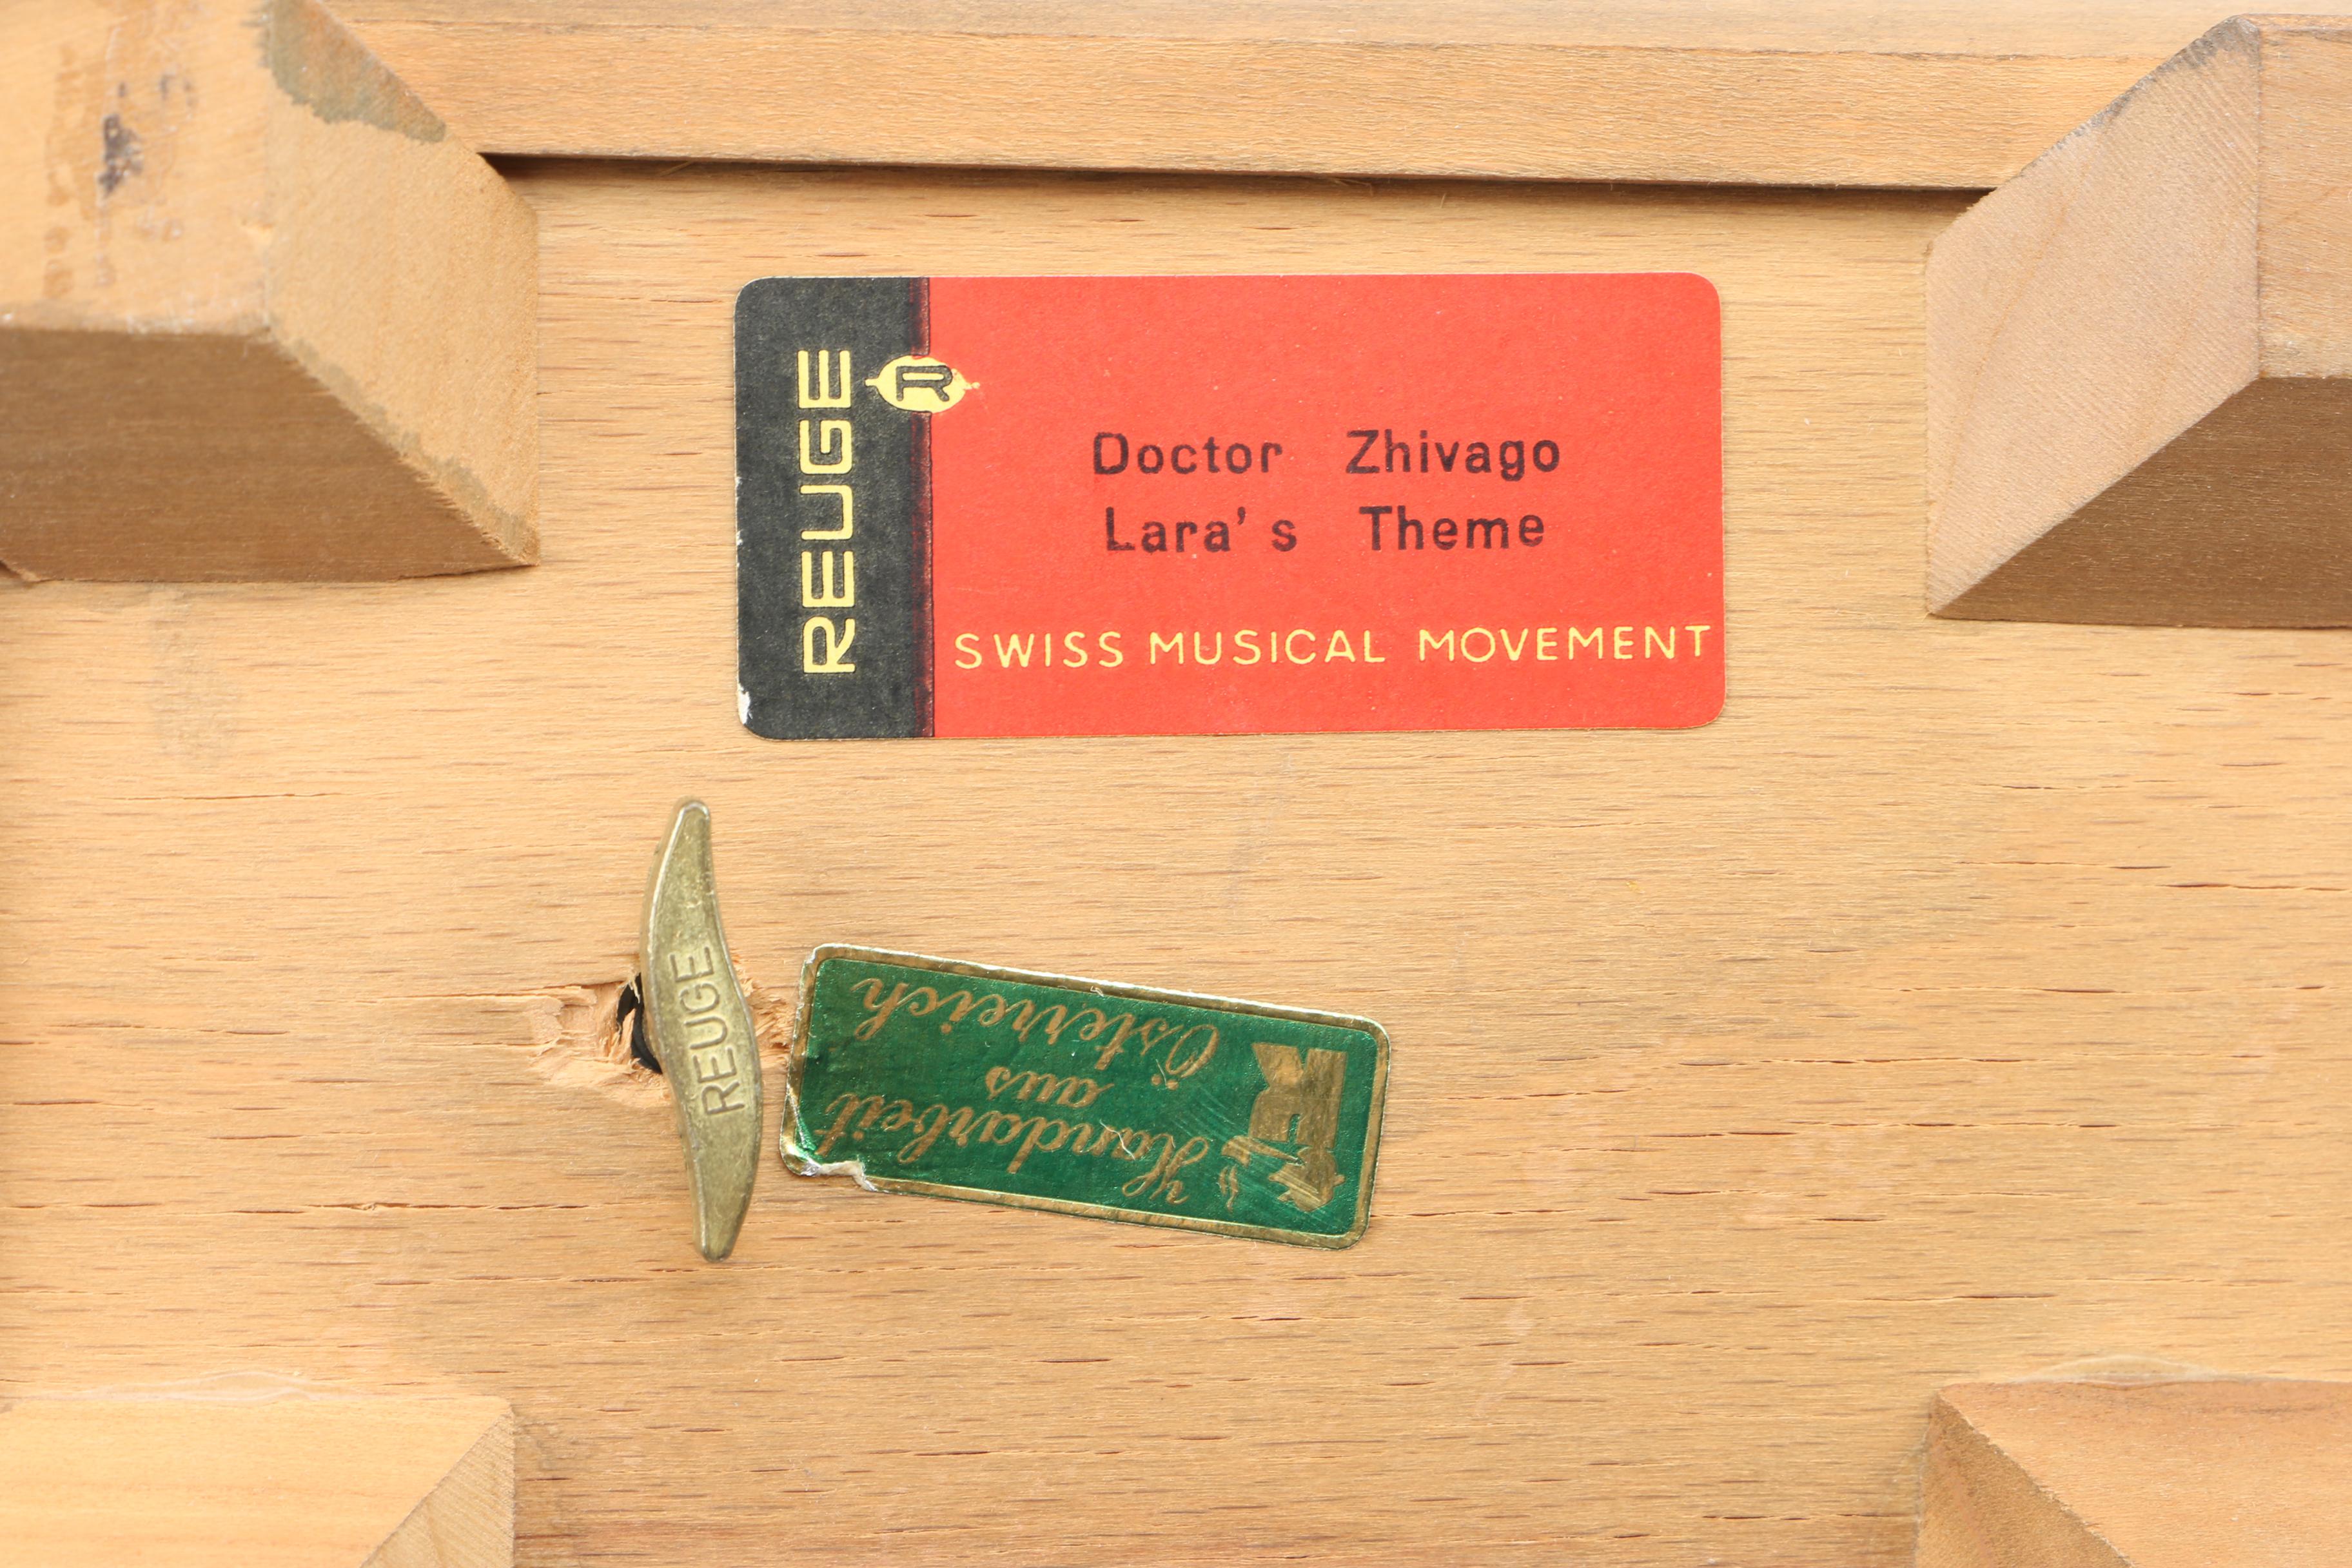 REUGE
R
Doctor Zhivago
Lara's Theme
SWISS MUSICAL MOVEMENT
REUGE
Handarbeit
aus
Österreich